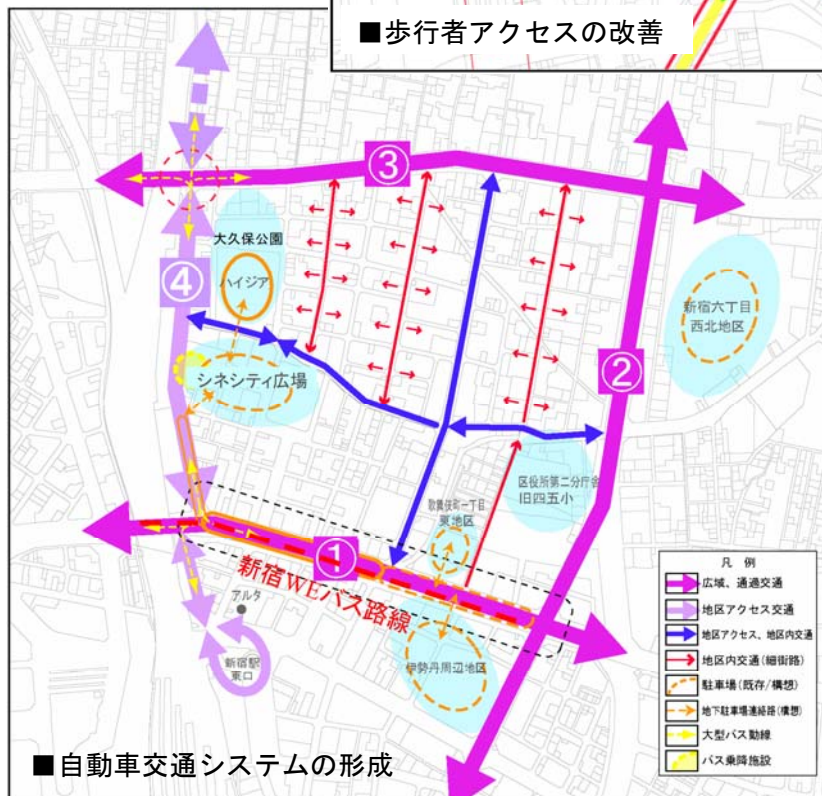 ■歩行者アクセスの改善
③
大久保公園
④
ハイジア
新宿六丁目
西北地区
シネシティ広場
②
区役所第二分庁舎
旧四五小
歌舞伎町一丁目
東地区
①
新宿WEバス路線
アルタ
新宿駅
東口
伊勢丹周辺地区
凡 例
広域、通過交通
地区アクセス交通
地区アクセス、地区内交通
地区内交通(細街路)
駐車場(既存/構想)
地下駐車場連絡路(構想)
大型バス動線
バス乗降施設
■自動車交通システムの形成